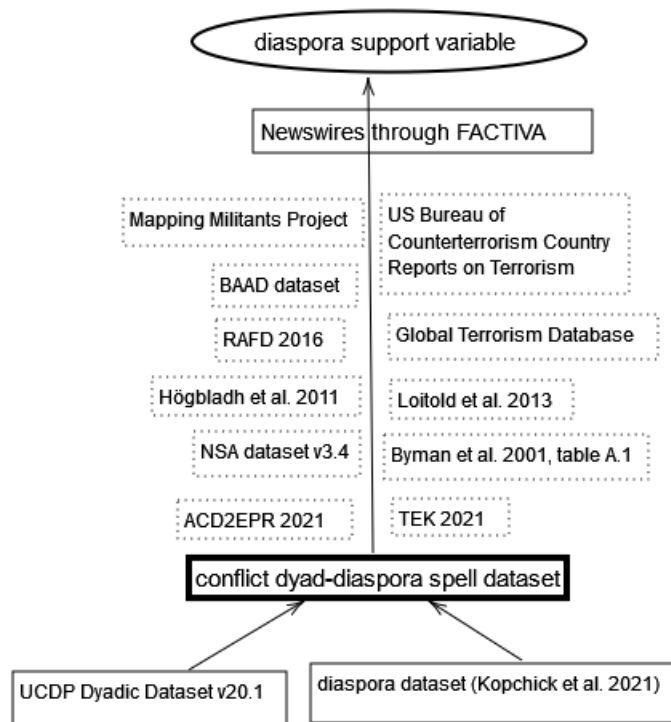 diaspora support variable
Newswires through FACTIVA
Mapping Militants Project
US Bureau of
Counterterrorism Country
Reports on Terrorism
BAAD dataset
RAFD 2016
Global Terrorism Database
Högbladh et al. 2011
Loitold et al. 2013
NSA dataset v3.4
Byman et al. 2001, table A.1
ACD2EPR 2021
TEK 2021
conflict dyad-diaspora spell dataset
UCDP Dyadic Dataset v20.1
diaspora dataset (Kopchick et al. 2021)